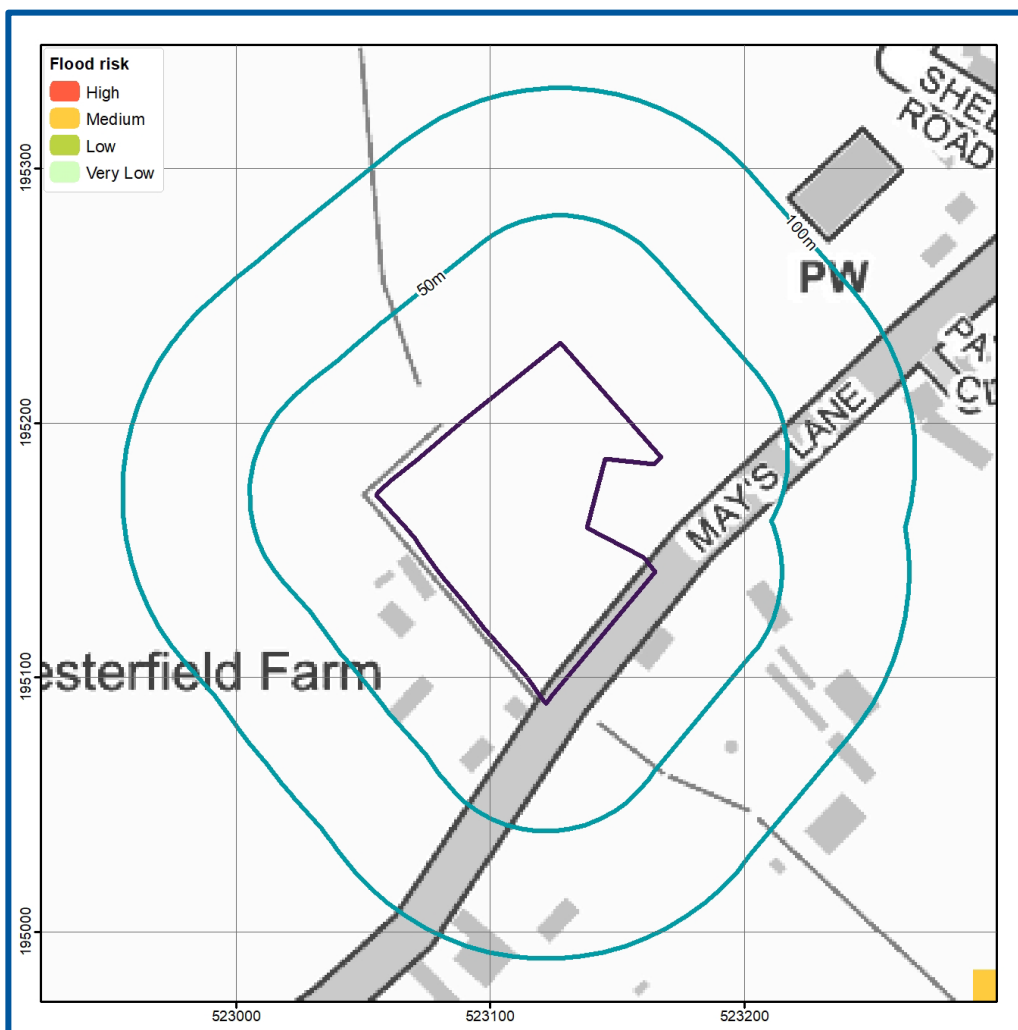 Flood risk
High
Medium
Low
Very Low
ROAD
100m
PW
50m
MAY'S LANE
esterfield Farm
195300
195200
195100
195000
523000
523100
523200